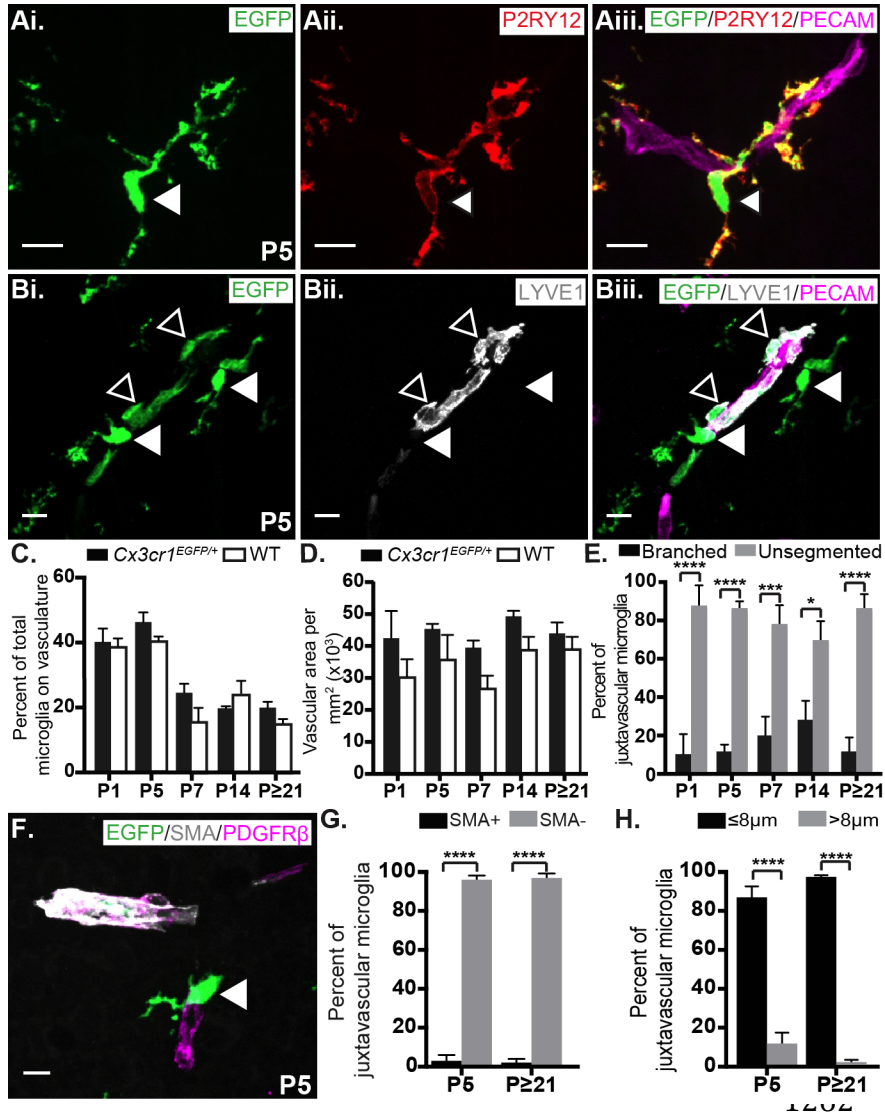 Ai. EGFP
P5
Aii. P2RY12
Aiii. EGFP/P2RY12/PECAM
Bi. EGFP
P5
Bii. LYVE1
Biii. EGFP/LYVE1/PECAM
C. Cx3cr1^EGFP/+ WT
Percent of total
microglia on vasculature
60
40
20
0
P1 P5 P7 P14 P≥21
D. Cx3cr1^EGFP/+ WT
Vascular area per
mm² (x10³)
60
50
40
30
20
10
0
P1 P5 P7 P14 P≥21
E. Branched Unsegmented
Percent of
juxtavascular microglia
100
80
60
40
20
0
**** **** *** * ****
P1 P5 P7 P14 P≥21
F. EGFP/SMA/PDGFRβ
P5
G. SMA+ SMA-
Percent of
juxtavascular microglia
100
80
60
40
20
0
**** ****
P5 P≥21
H. ≤8µm >8µm
Percent of
juxtavascular microglia
100
80
60
40
20
0
**** ****
P5 P≥21